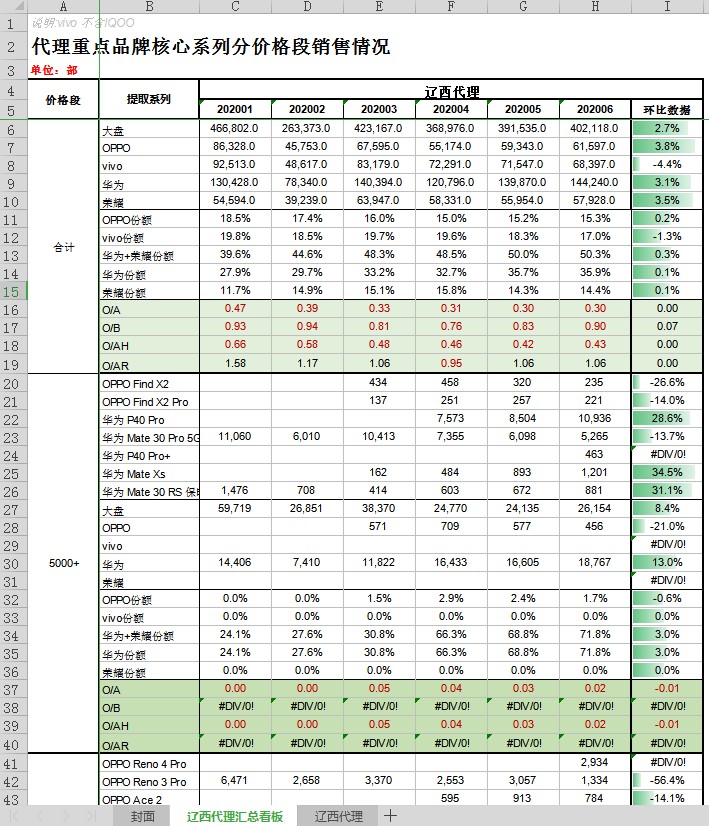 A B C D E F G H I
1 说明:vivo 不含IQOO
2 代理重点品牌核心系列分价格段销售情况
3 单位：部
4 价格段 提取系列 辽西代理
5 202001 202002 202003 202004 202005 202006 环比数据
6 大盘 466,802.0 263,373.0 423,167.0 368,976.0 391,535.0 402,118.0 2.7%
7 OPPO 86,328.0 45,753.0 67,595.0 55,174.0 59,343.0 61,597.0 3.8%
8 vivo 92,513.0 48,617.0 83,179.0 72,291.0 71,547.0 68,397.0 -4.4%
9 华为 130,428.0 78,340.0 140,394.0 120,796.0 139,870.0 144,240.0 3.1%
10 荣耀 54,594.0 39,239.0 63,947.0 58,331.0 55,954.0 57,928.0 3.5%
11 OPPO份额 18.5% 17.4% 16.0% 15.0% 15.2% 15.3% 0.2%
12 vivo份额 19.8% 18.5% 19.7% 19.6% 18.3% 17.0% -1.3%
13 合计 华为+荣耀份额 39.6% 44.6% 48.3% 48.5% 50.0% 50.3% 0.3%
14 华为份额 27.9% 29.7% 33.2% 32.7% 35.7% 35.9% 0.1%
15 荣耀份额 11.7% 14.9% 15.1% 15.8% 14.3% 14.4% 0.1%
16 O/A 0.47 0.39 0.33 0.31 0.30 0.30 0.00
17 O/B 0.93 0.94 0.81 0.76 0.83 0.90 0.07
18 O/AH 0.66 0.58 0.48 0.46 0.42 0.43 0.00
19 O/AR 1.58 1.17 1.06 0.95 1.06 1.06 0.00
20 OPPO Find X2 434 458 320 235 -26.6%
21 OPPO Find X2 Pro 137 251 257 221 -14.0%
22 华为 P40 Pro 7,573 8,504 10,936 28.6%
23 华为 Mate 30 Pro 5G 11,060 6,010 10,413 7,355 6,098 5,265 -13.7%
24 华为 P40 Pro+ 463 #DIV/0!
25 华为 Mate Xs 162 484 893 1,201 34.5%
26 华为 Mate 30 RS 保 1,476 708 414 603 672 881 31.1%
27 大盘 59,719 26,851 38,370 24,770 24,135 26,154 8.4%
28 OPPO 571 709 577 456 -21.0%
29 vivo #DIV/0!
30 5000+ 华为 14,406 7,410 11,822 16,433 16,605 18,767 13.0%
31 荣耀 #DIV/0!
32 OPPO份额 0.0% 0.0% 1.5% 2.9% 2.4% 1.7% -0.6%
33 vivo份额 0.0% 0.0% 0.0% 0.0% 0.0% 0.0% 0.0%
34 华为+荣耀份额 24.1% 27.6% 30.8% 66.3% 68.8% 71.8% 3.0%
35 华为份额 24.1% 27.6% 30.8% 66.3% 68.8% 71.8% 3.0%
36 荣耀份额 0.0% 0.0% 0.0% 0.0% 0.0% 0.0% 0.0%
37 O/A 0.00 0.00 0.05 0.04 0.03 0.02 -0.01
38 O/B #DIV/0! #DIV/0! #DIV/0! #DIV/0! #DIV/0! #DIV/0! #DIV/0!
39 O/AH 0.00 0.00 0.05 0.04 0.03 0.02 -0.01
40 O/AR #DIV/0! #DIV/0! #DIV/0! #DIV/0! #DIV/0! #DIV/0! #DIV/0!
41 OPPO Reno 4 Pro 2,934 #DIV/0!
42 OPPO Reno 3 Pro 6,471 2,658 3,370 2,553 3,057 1,334 -56.4%
43 OPPO Ace 2 595 913 784 -14.1%
封面 辽西代理汇总看板 辽西代理